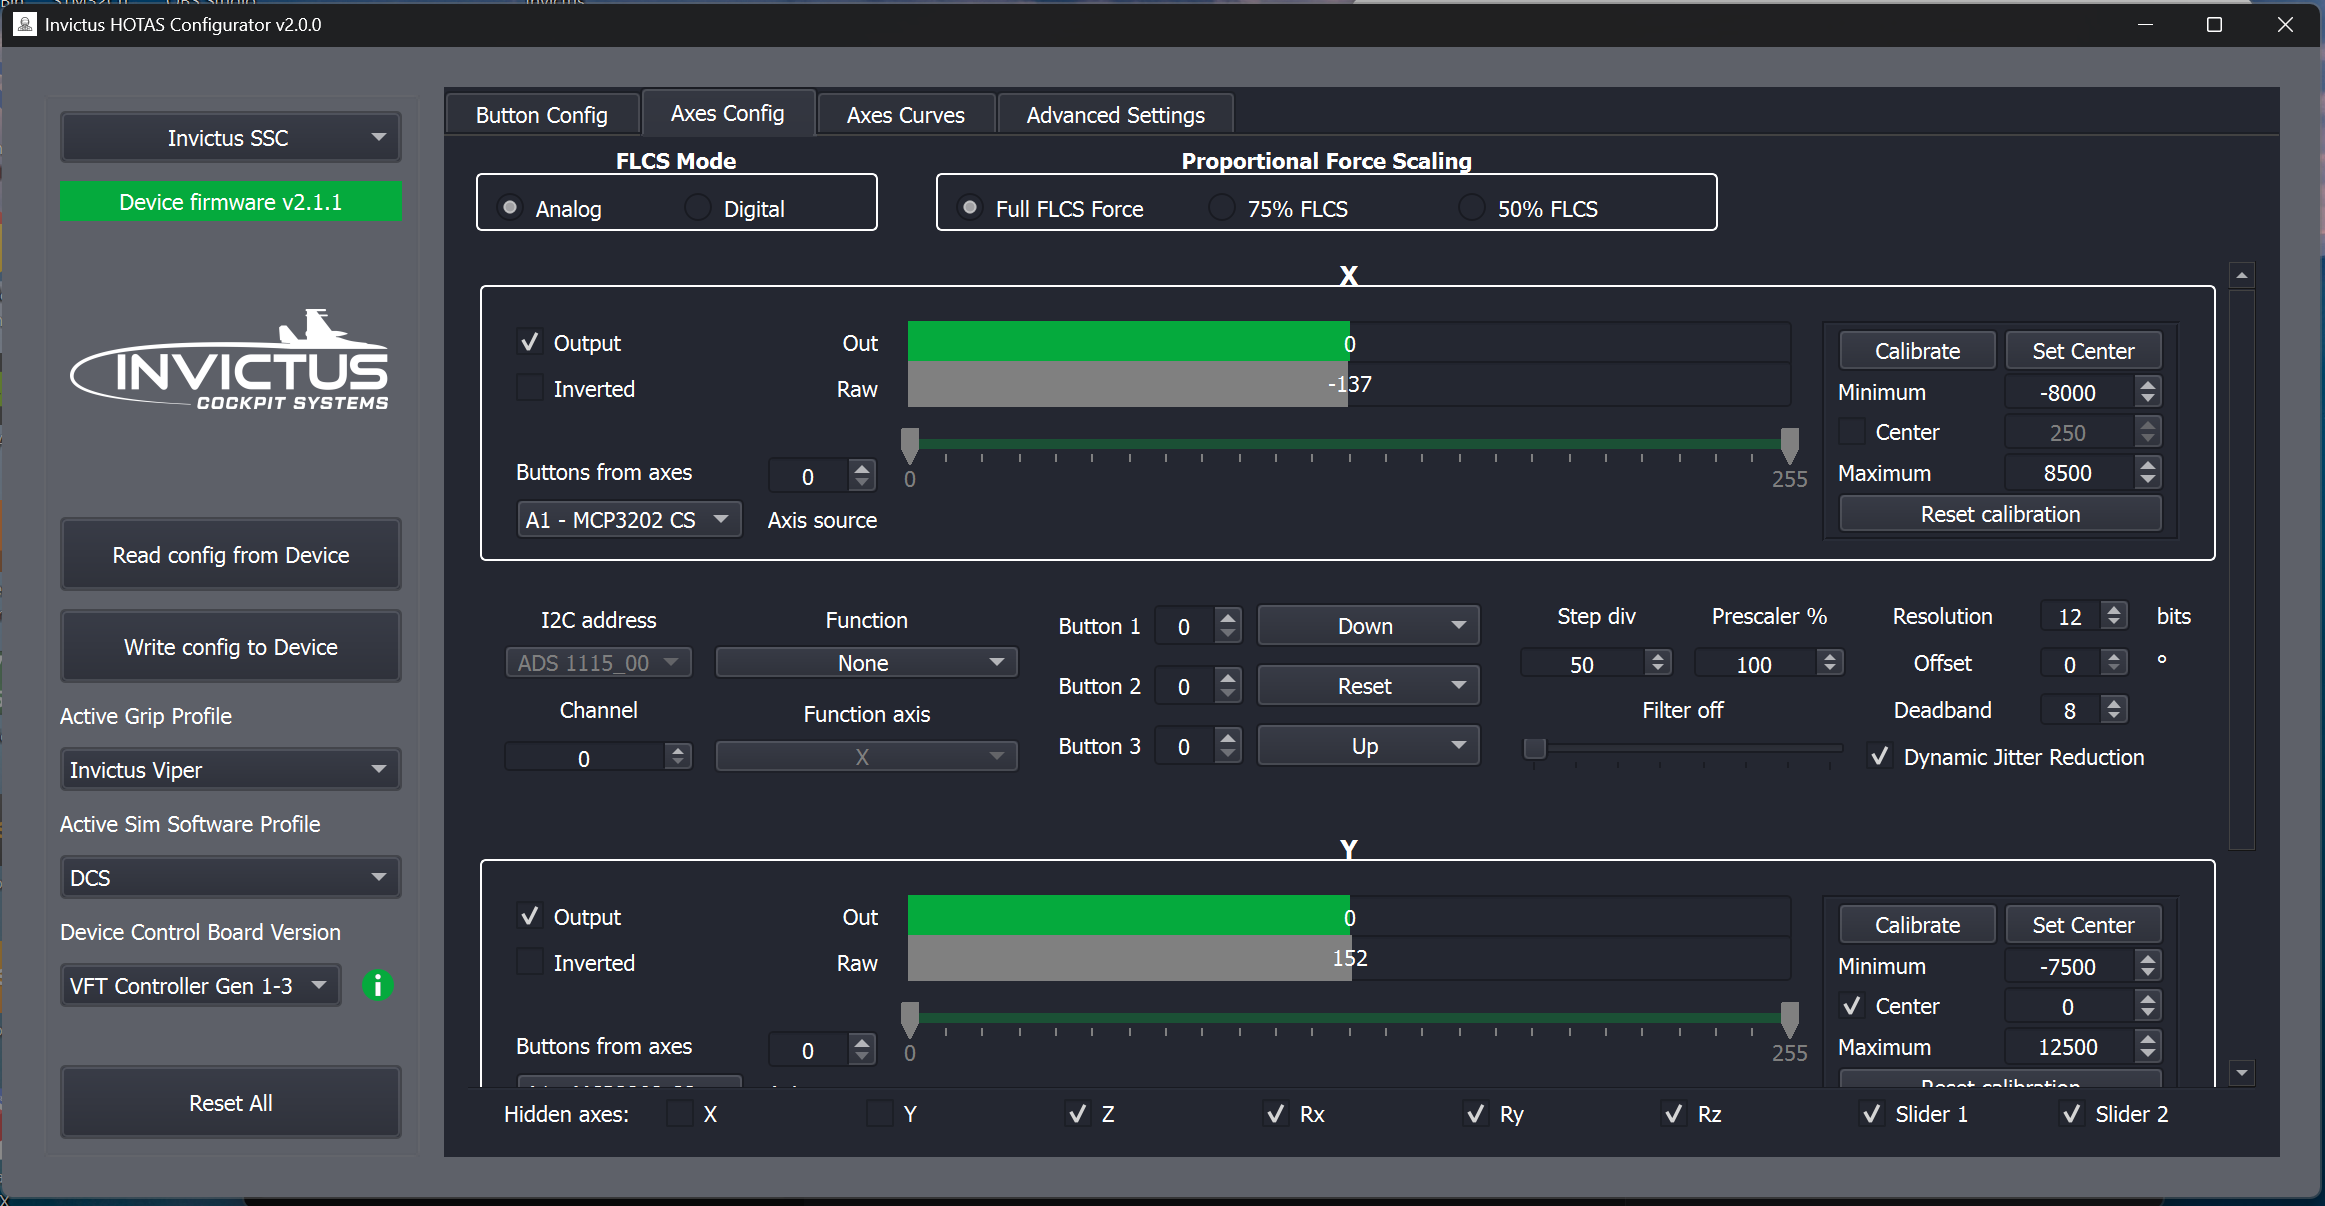 Invictus HOTAS Configurator v2.0.0
Invictus SSC
Device firmware v2.1.1
INVICTUS
COCKPIT SYSTEMS
Read config from Device
Write config to Device
Active Grip Profile
Invictus Viper
Active Sim Software Profile
DCS
Device Control Board Version
VFT Controller Gen 1-3
Reset All
Button Config Axes Config Axes Curves Advanced Settings
FLCS Mode
Analog Digital
Proportional Force Scaling
Full FLCS Force 75% FLCS 50% FLCS
X
Output Out 0
Inverted Raw -137
Buttons from axes 0 0 255
A1 - MCP3202 CS Axis source
Calibrate Set Center
Minimum -8000
Center 250
Maximum 8500
Reset calibration
I2C address
ADS 1115_00
Channel
0
Function
None
Function axis
X
Button 1 0 Down
Button 2 0 Reset
Button 3 0 Up
Step div Prescaler %
50 100
Filter off
Resolution 12 bits
Offset 0 °
Deadband 8
Dynamic Jitter Reduction
Y
Output Out 0
Inverted Raw 152
Buttons from axes 0 0 255
Calibrate Set Center
Minimum -7500
Center 0
Maximum 12500
Reset calibration
Hidden axes: X Y Z Rx Ry Rz Slider 1 Slider 2